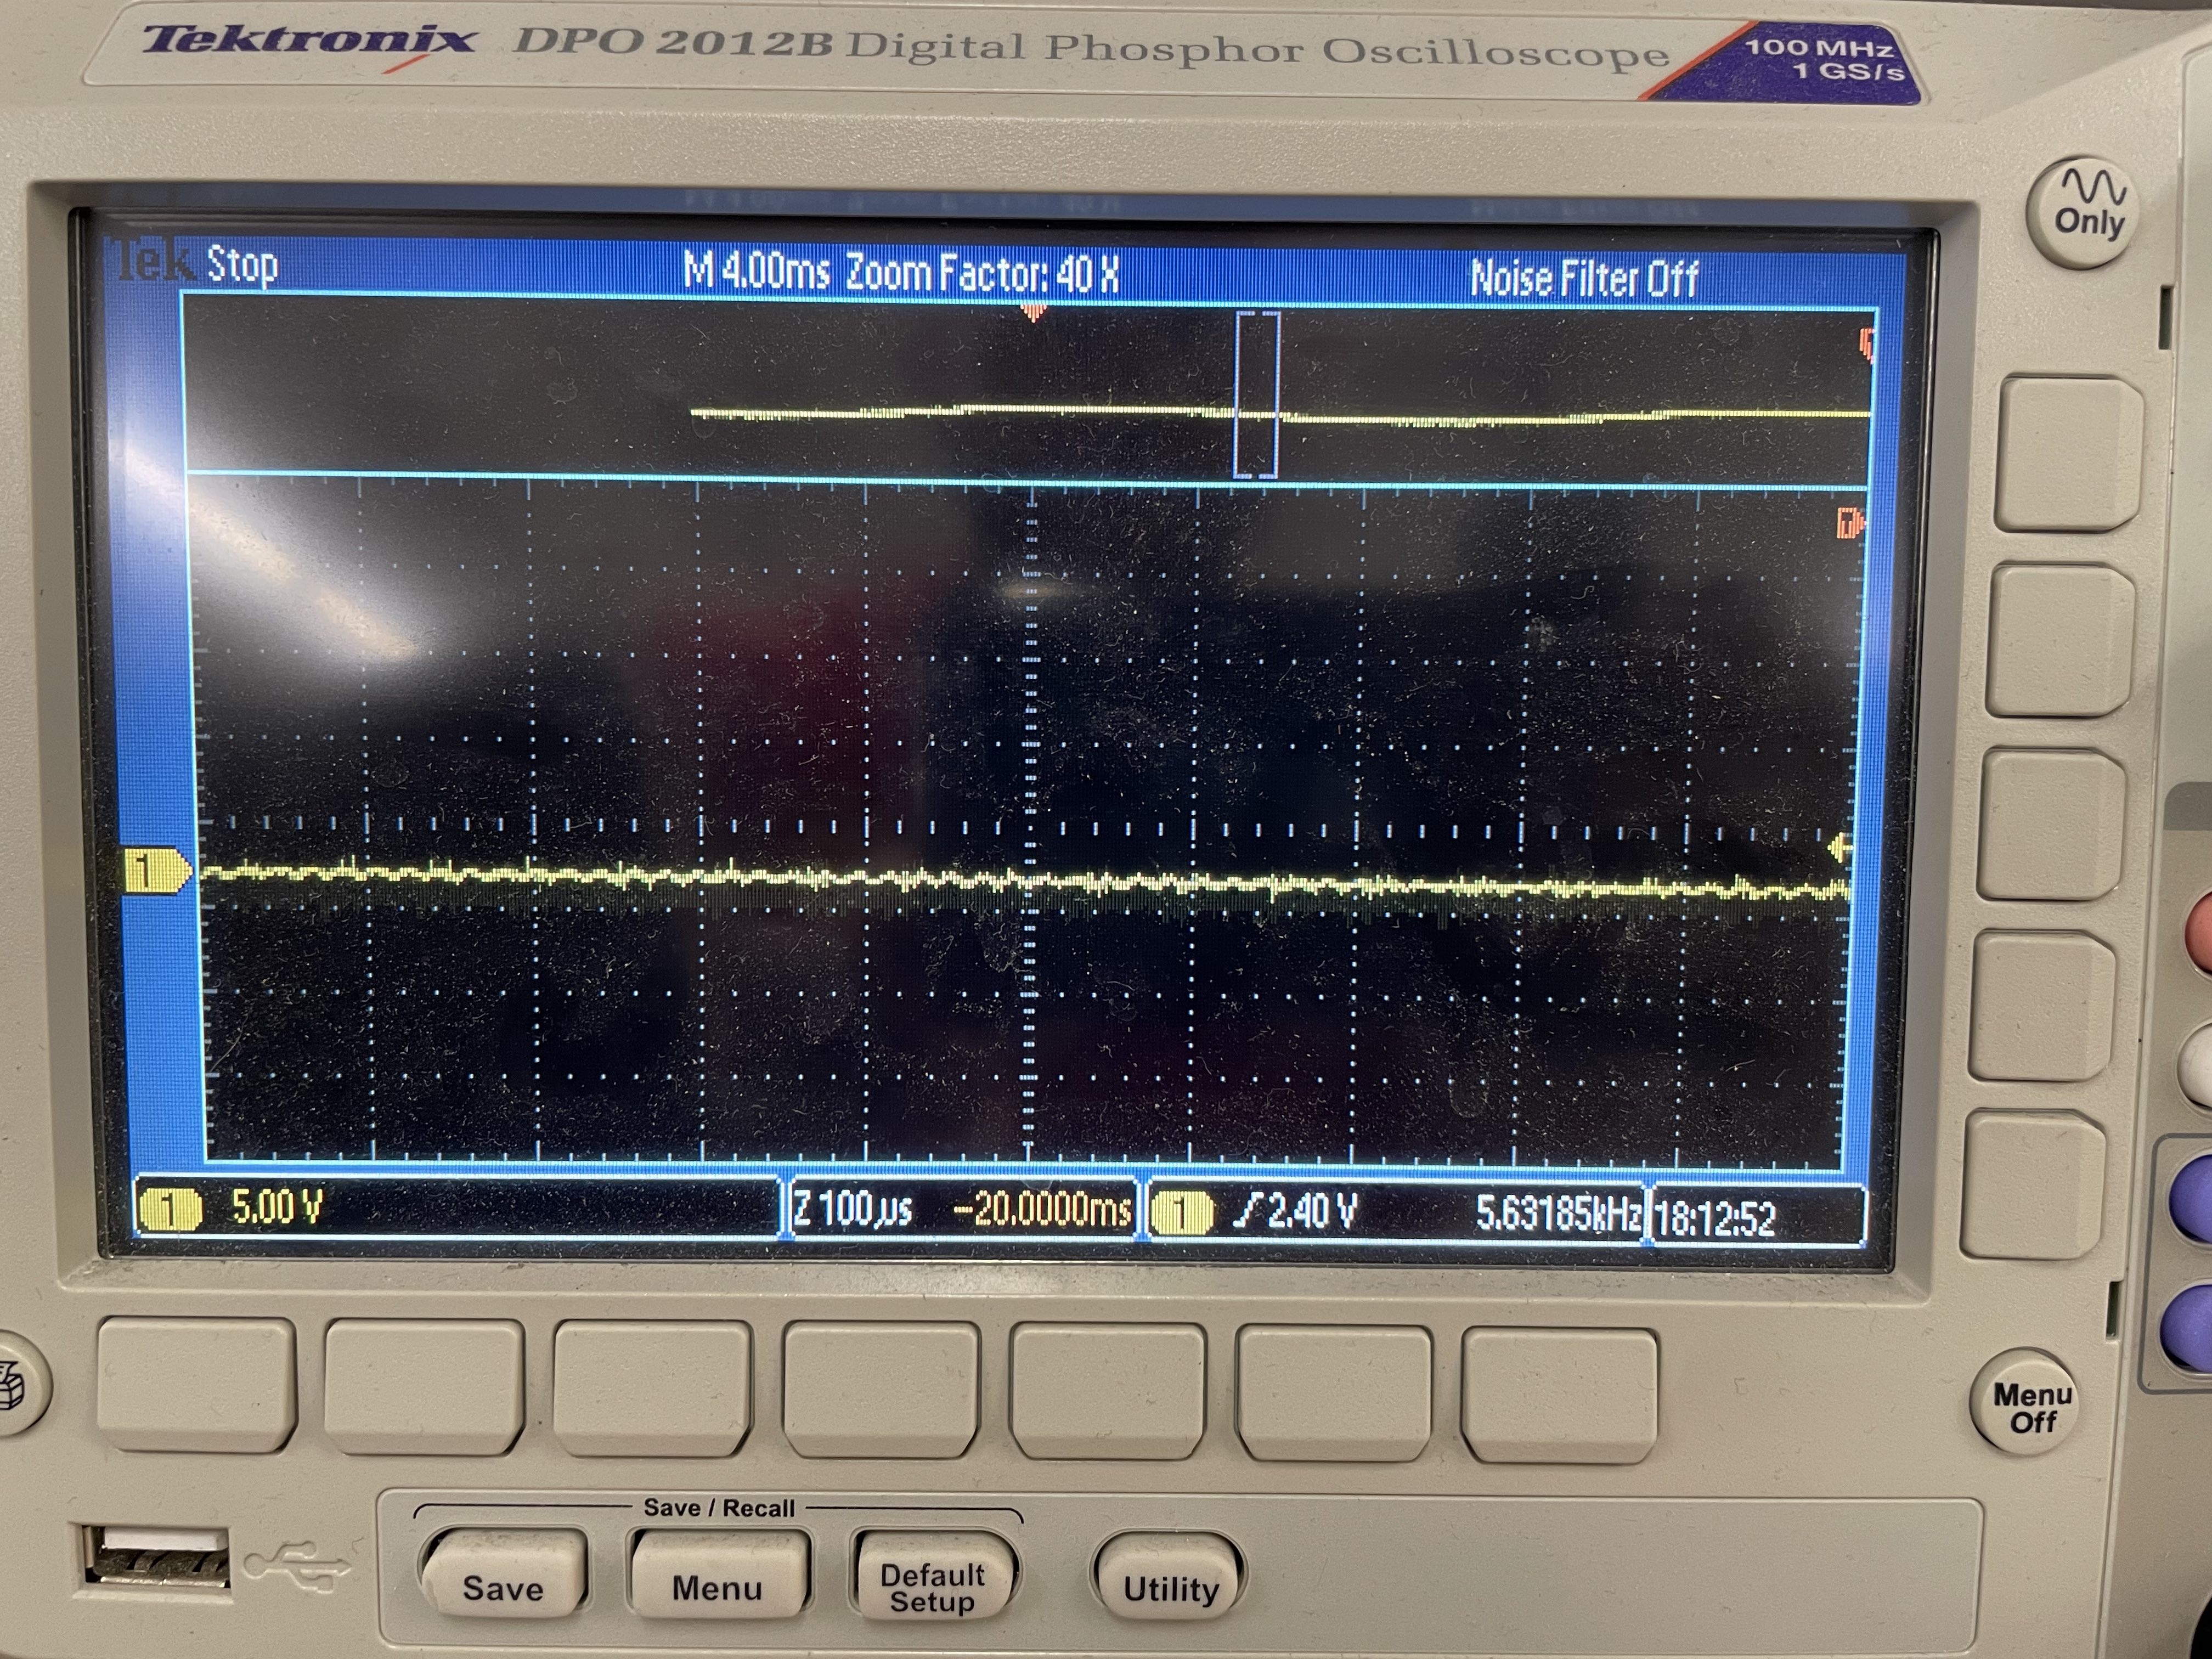 Tektronix DPO 2012B Digital Phosphor Oscilloscope
100 MHz
1 GS/s
Only
Tek Stop M 4.00ms Zoom Factor: 40 X Noise Filter Off
1
1 5.00 V Z 100µs -20.0000ms 1 2.40 V 5.63185kHz 18:12:52
Menu
Off
Save / Recall
Save Menu Default
Setup Utility